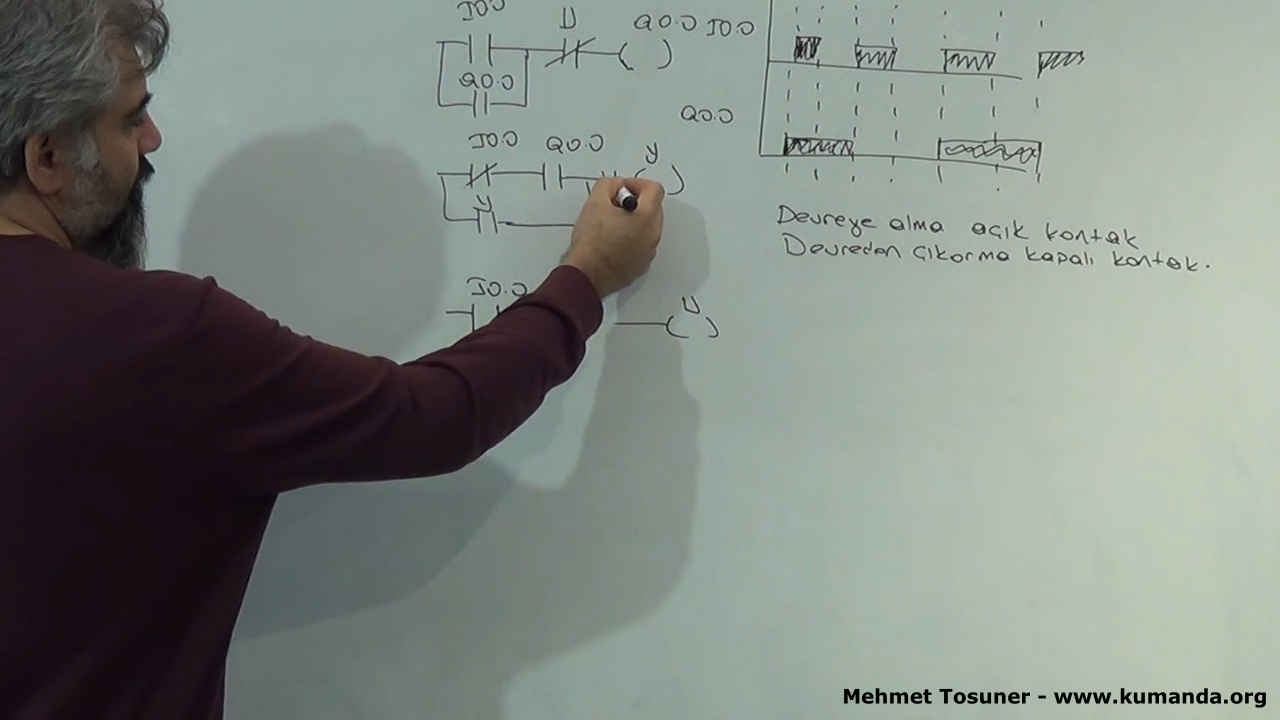 I0.0
U
Q0.0
I0.0
Q0.0
Q0.0
I0.0
Q0.0
y
y
I0.0
U
Devreye alma açık kontak
Devreden çıkarma kapalı kontak.
Mehmet Tosuner - www.kumanda.org